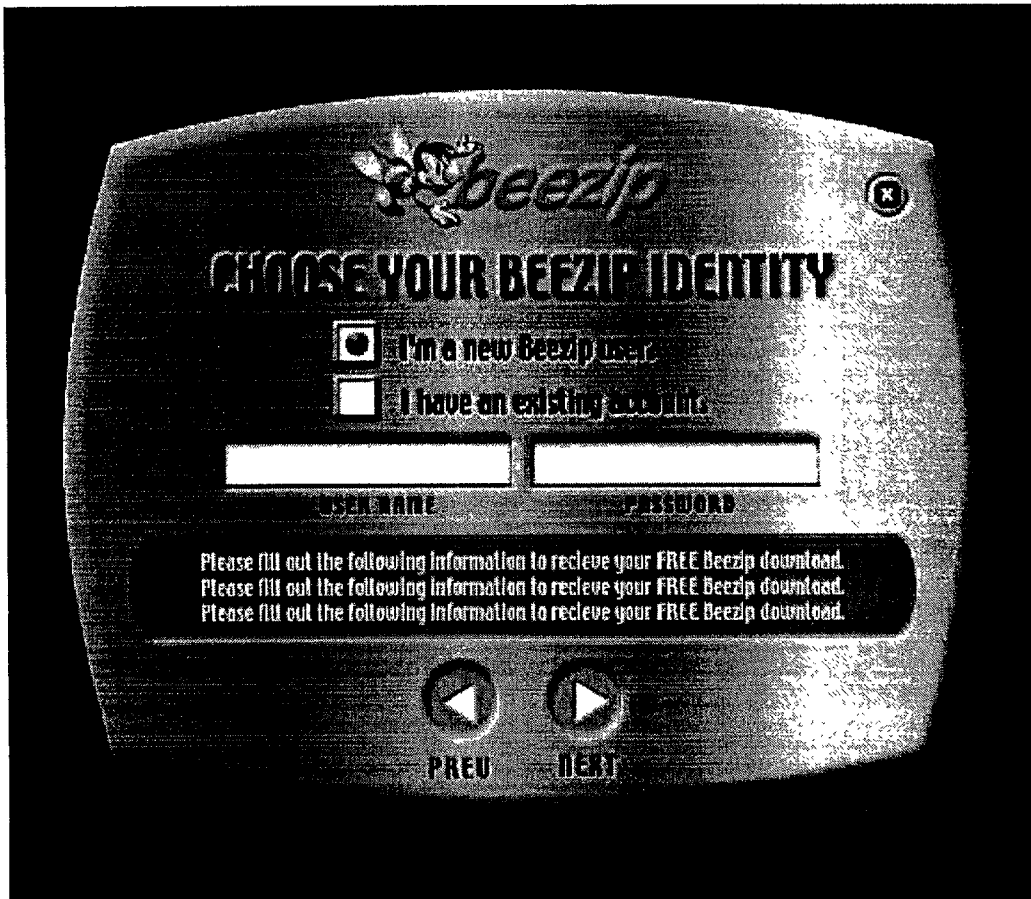 beezip
x
CHOOSE YOUR BEEZIP IDENTITY
I'm a new Beezip user.
I have an existing account.
USER NAME PASSWORD
Please fill out the following information to recieve your FREE Beezip download.
Please fill out the following information to recieve your FREE Beezip download.
Please fill out the following information to recieve your FREE Beezip download.
PREV NEXT